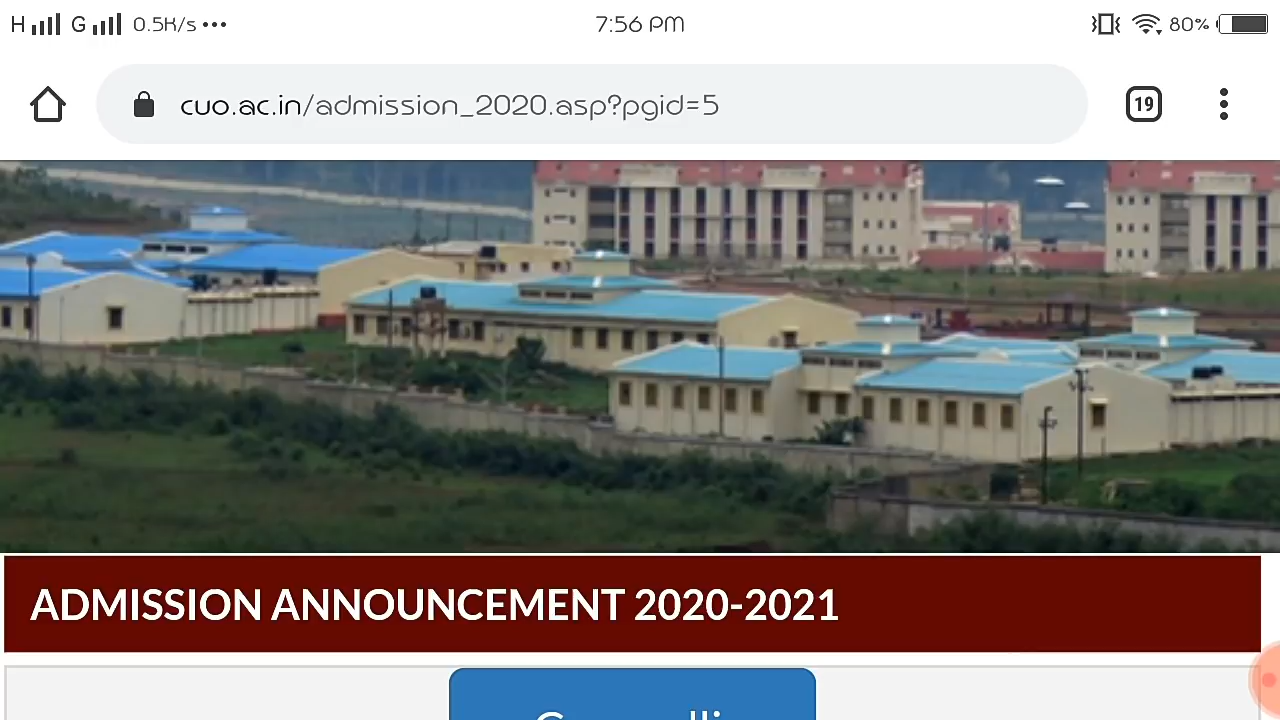 H G 0.5K/s ••• 7:56 PM 80%
cuo.ac.in/admission_2020.asp?pgid=5 19
ADMISSION ANNOUNCEMENT 2020-2021